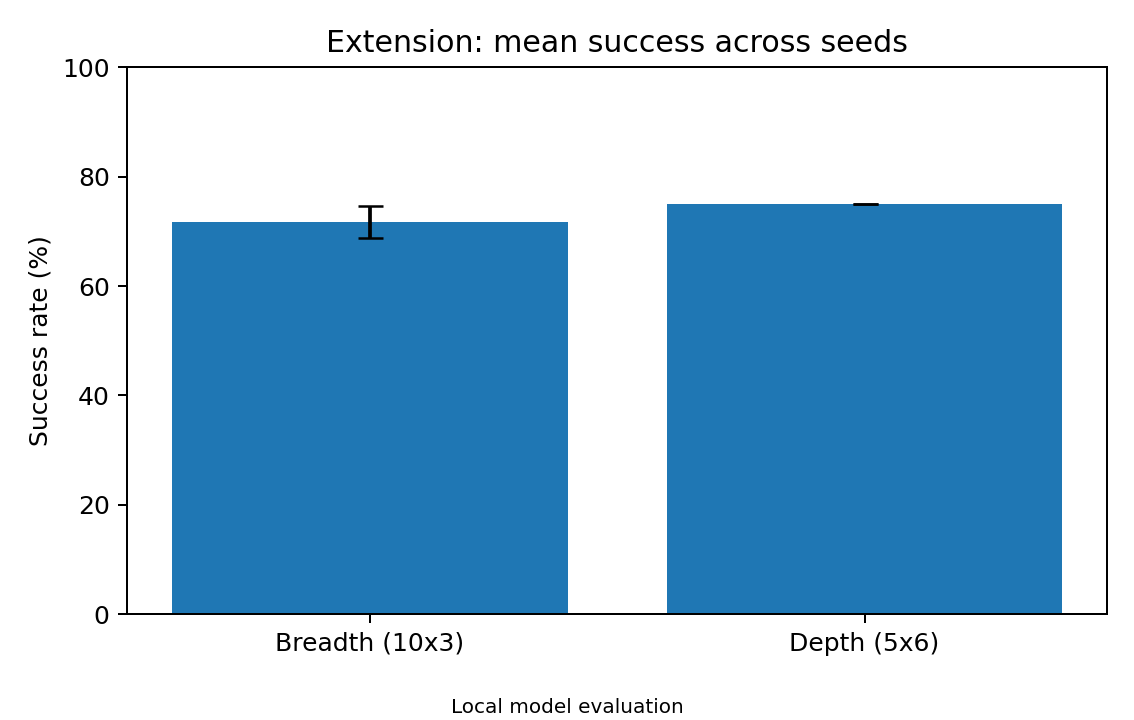 Extension: mean success across seeds
100
80
60
40
20
0
Success rate (%)
Breadth (10x3)
Depth (5x6)
Local model evaluation